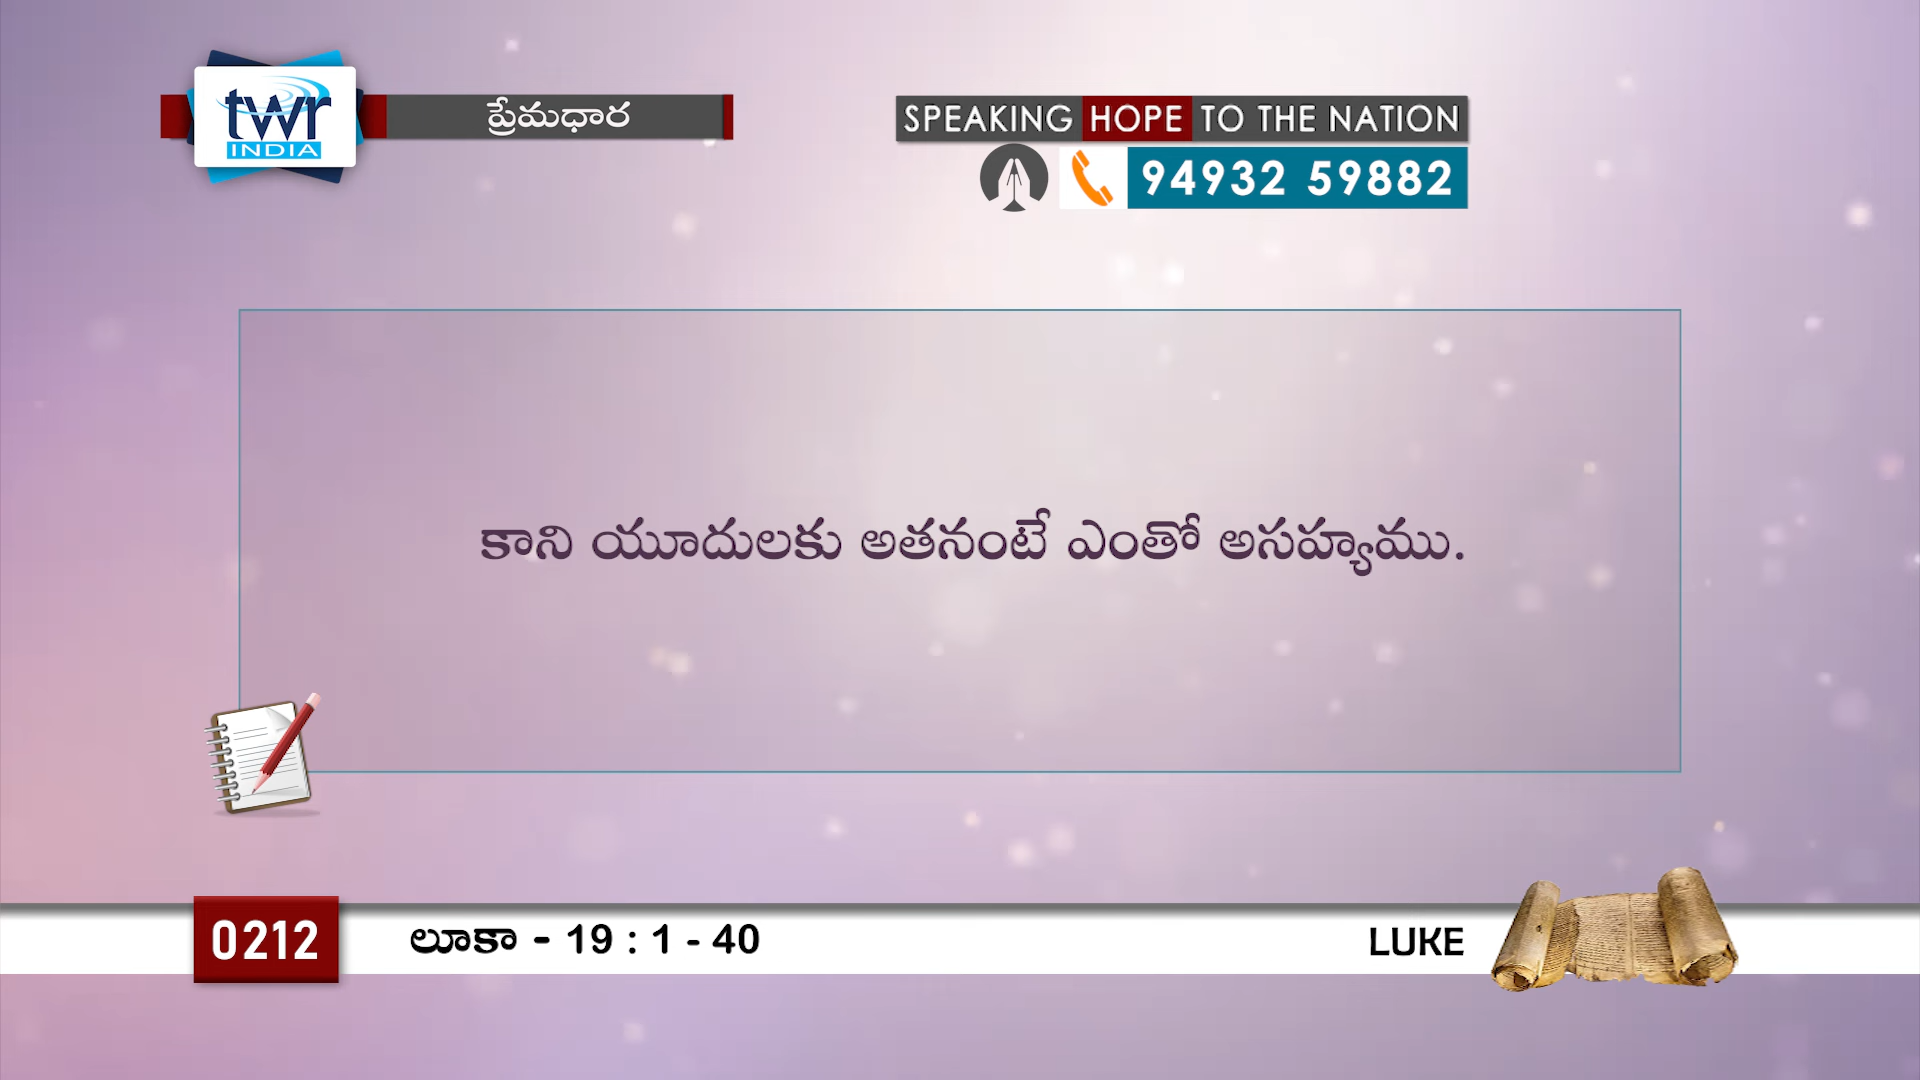 twr
INDIA
ప్రేమధార
SPEAKING HOPE TO THE NATION
94932 59882
కాని యూదులకు అతనంటే ఎంతో అసహ్యము.
0212
లూకా - 19 : 1 - 40
LUKE